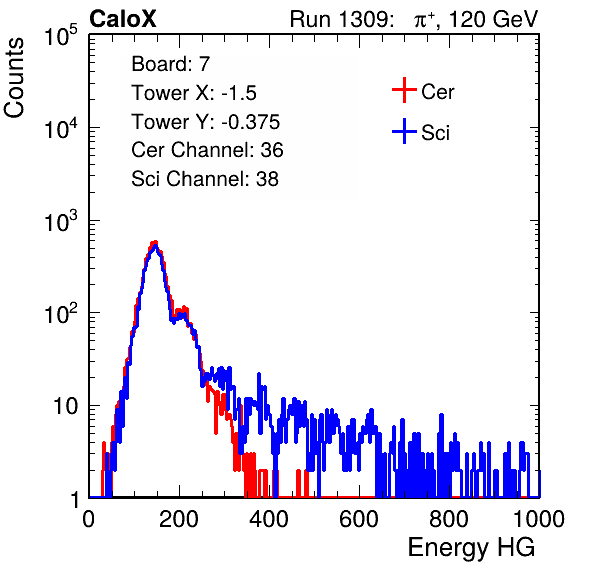 CaloX Run 1309: π⁺, 120 GeV
Counts
10⁵
10⁴
10³
10²
10
1
Board: 7
Tower X: -1.5
Tower Y: -0.375
Cer Channel: 36
Sci Channel: 38
Cer
Sci
0 200 400 600 800 1000
Energy HG